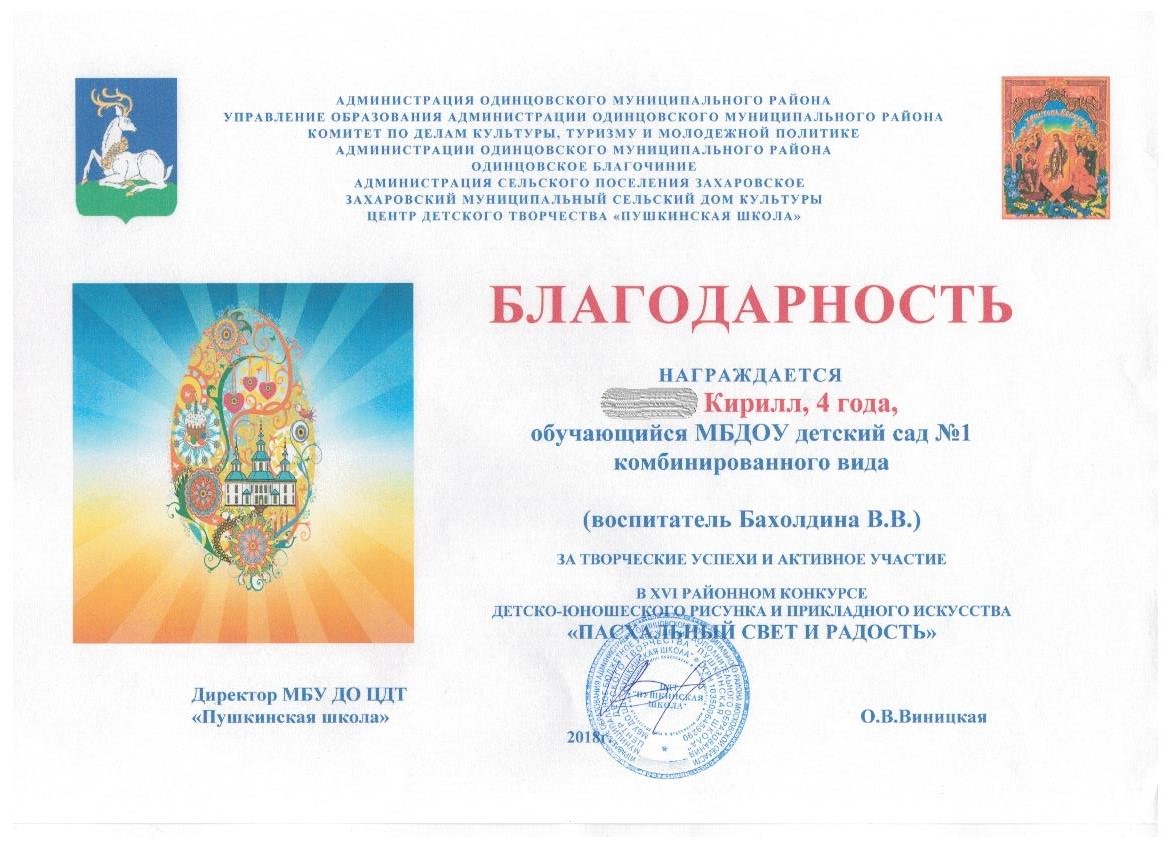 АДМИНИСТРАЦИЯ ОДИНЦОВСКОГО МУНИЦИПАЛЬНОГО РАЙОНА
УПРАВЛЕНИЕ ОБРАЗОВАНИЯ АДМИНИСТРАЦИИ ОДИНЦОВСКОГО МУНИЦИПАЛЬНОГО РАЙОНА
КОМИТЕТ ПО ДЕЛАМ КУЛЬТУРЫ, ТУРИЗМУ И МОЛОДЕЖНОЙ ПОЛИТИКЕ
АДМИНИСТРАЦИИ ОДИНЦОВСКОГО МУНИЦИПАЛЬНОГО РАЙОНА
ОДИНЦОВСКОЕ БЛАГОЧИНИЕ
АДМИНИСТРАЦИЯ СЕЛЬСКОГО ПОСЕЛЕНИЯ ЗАХАРОВСКОЕ
ЗАХАРОВСКИЙ МУНИЦИПАЛЬНЫЙ СЕЛЬСКИЙ ДОМ КУЛЬТУРЫ
ЦЕНТР ДЕТСКОГО ТВОРЧЕСТВА «ПУШКИНСКАЯ ШКОЛА»
БЛАГОДАРНОСТЬ
НАГРАЖДАЕТСЯ
Кирилл, 4 года,
обучающийся МБДОУ детский сад №1
комбинированного вида
(воспитатель Бахолдина В.В.)
ЗА ТВОРЧЕСКИЕ УСПЕХИ И АКТИВНОЕ УЧАСТИЕ
В XVI РАЙОННОМ КОНКУРСЕ
ДЕТСКО-ЮНОШЕСКОГО РИСУНКА И ПРИКЛАДНОГО ИСКУССТВА
«ПАСХАЛЬНЫЙ СВЕТ И РАДОСТЬ»
Директор МБУ ДО ЦДТ
«Пушкинская школа»
"ПУШКИНСКАЯ
ШКОЛА"
О.В.Виницкая
2018г.